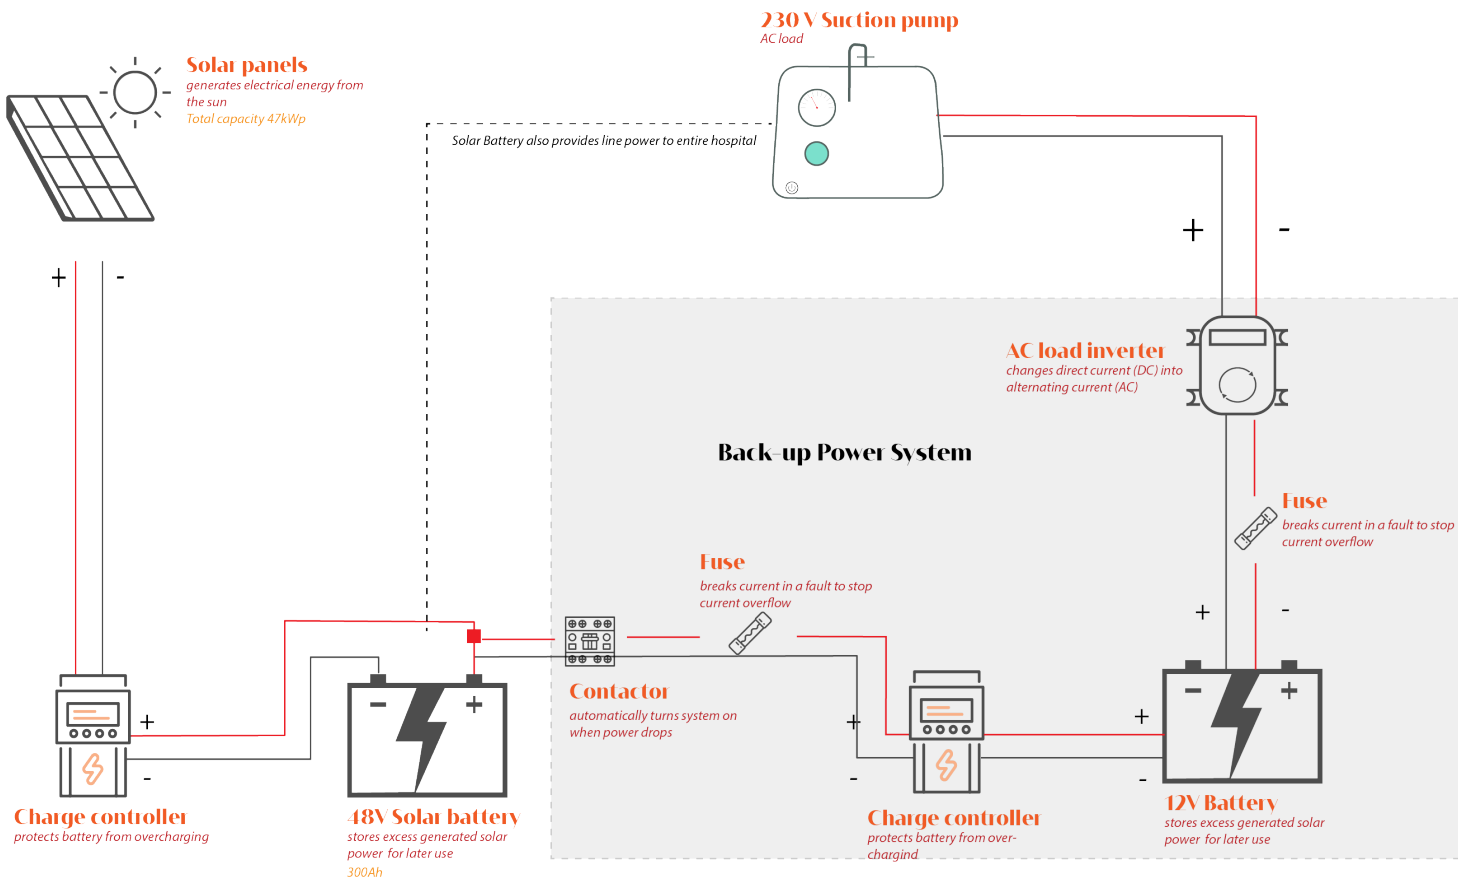 230 V Suction pump
AC load
Solar panels
generates electrical energy from
the sun
Total capacity 47kWp
Solar Battery also provides line power to entire hospital
+ -
+ -
AC load inverter
changes direct current (DC) into
alternating current (AC)
Back-up Power System
Fuse
breaks current in a fault to stop
current overflow
Fuse
breaks current in a fault to stop
current overflow
+ -
Contactor
automatically turns system on
when power drops
- +
- +
+
-
+
-
+
-
Charge controller
protects battery from overcharging
48V Solar battery
stores excess generated solar
power for later use
300Ah
Charge controller
protects battery from over-
chargind
12V Battery
stores excess generated solar
power for later use